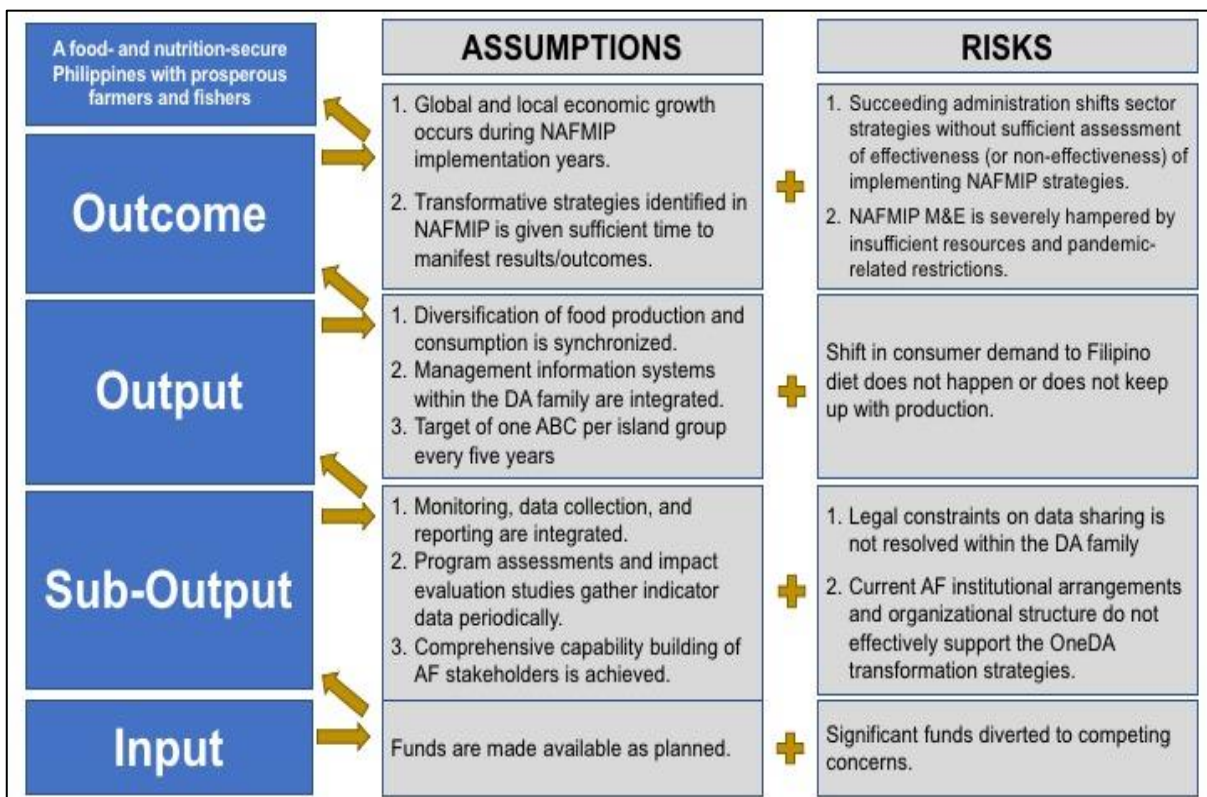 A food- and nutrition-secure
Philippines with prosperous
farmers and fishers
ASSUMPTIONS
RISKS
Outcome
1. Global and local economic growth
occurs during NAFMIP
implementation years.
2. Transformative strategies identified in
NAFMIP is given sufficient time to
manifest results/outcomes.
1. Succeeding administration shifts sector
strategies without sufficient assessment
of effectiveness (or non-effectiveness) of
implementing NAFMIP strategies.
2. NAFMIP M&E is severely hampered by
insufficient resources and pandemic-
related restrictions.
Output
1. Diversification of food production and
consumption is synchronized.
2. Management information systems
within the DA family are integrated.
3. Target of one ABC per island group
every five years
Shift in consumer demand to Filipino
diet does not happen or does not keep
up with production.
Sub-Output
1. Monitoring, data collection, and
reporting are integrated.
2. Program assessments and impact
evaluation studies gather indicator
data periodically.
3. Comprehensive capability building of
AF stakeholders is achieved.
1. Legal constraints on data sharing is
not resolved within the DA family
2. Current AF institutional arrangements
and organizational structure do not
effectively support the OneDA
transformation strategies.
Input
Funds are made available as planned.
Significant funds diverted to competing
concerns.